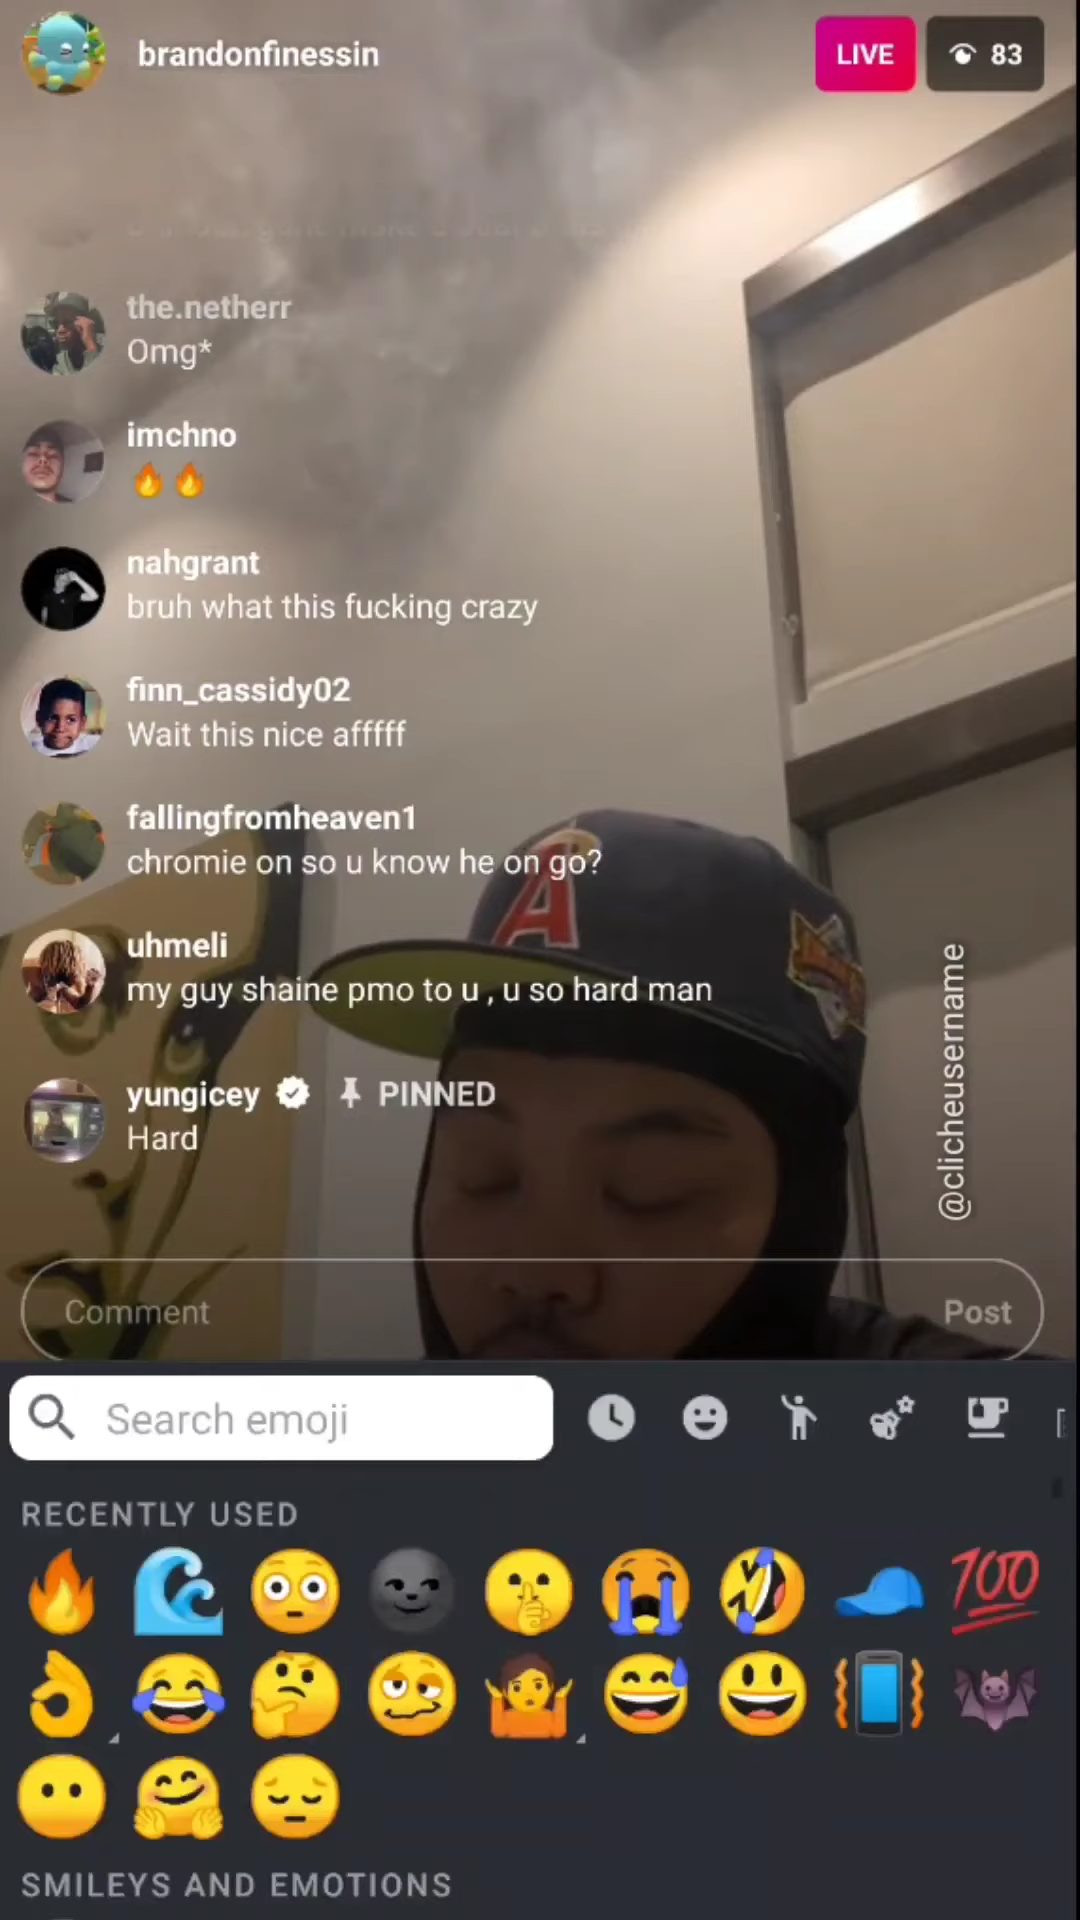 brandonfinessin
LIVE
83
the.netherr
Omg*
imchno
🔥🔥
nahgrant
bruh what this fucking crazy
finn_cassidy02
Wait this nice afffff
fallingfromheaven1
chromie on so u know he on go?
uhmeli
my guy shaine pmo to u , u so hard man
yungicey PINNED
Hard
@clicheusername
A
Comment
Post
Search emoji
RECENTLY USED
100
SMILEYS AND EMOTIONS